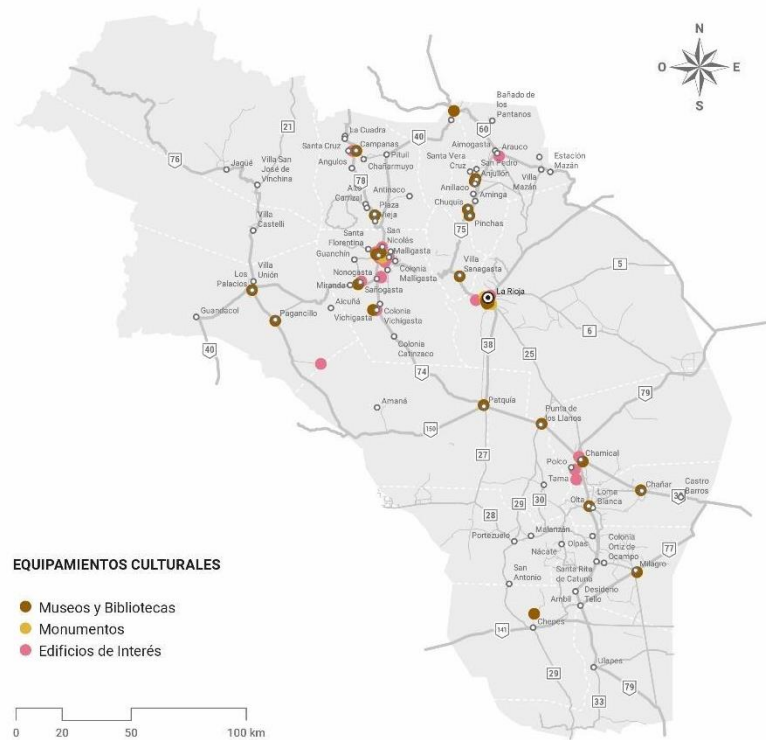 N
O
E
S
Bañado de
los
Pantanos
60
La Cuadra
40
21
Santa Cruz
Campanas
Aimogasta
Arauco
76
Angulos
Pituil
Santa Vera
Cruz
San Pedro
Estación
Mazán
Jagüé
Villa San
José de
Vinchina
Chañarmuyo
Anjullón
78
Anillaco
Villa
Mazán
Antinaco
Aminga
Chuquis
Plaza
Vieja
Pinchas
75
Villa
Castelli
San
Nicolás
Santa
Florentina
Malligasta
Guanchín
Villa
Sanagasta
5
Colonia
Malligasta
Villa
Unión
Nonogasta
Los
Palacios
Miranda
Sañogasta
La Rioja
Guandacol
Aicuñá
Pagancillo
Vichigasta
Colonia
Vichigasta
6
40
38
25
Colonia
Catinzaco
74
79
Amaná
Patquía
Punta de
los Llanos
150
27
Chamical
Polco
Tama
Chañar
Castro
Barros
38
Olta
Loma
Blanca
29
30
28
Malanzán
Portezuelo
Olpas
Colonia
Ortiz de
Ocampo
77
Nácate
San
Antonio
Santa Rita
de Catuna
Milagro
Desiderio
Tello
Ambil
141
Chepes
Ulapes
29
79
33
EQUIPAMIENTOS CULTURALES
Museos y Bibliotecas
Monumentos
Edificios de Interés
0 20 50 100 km